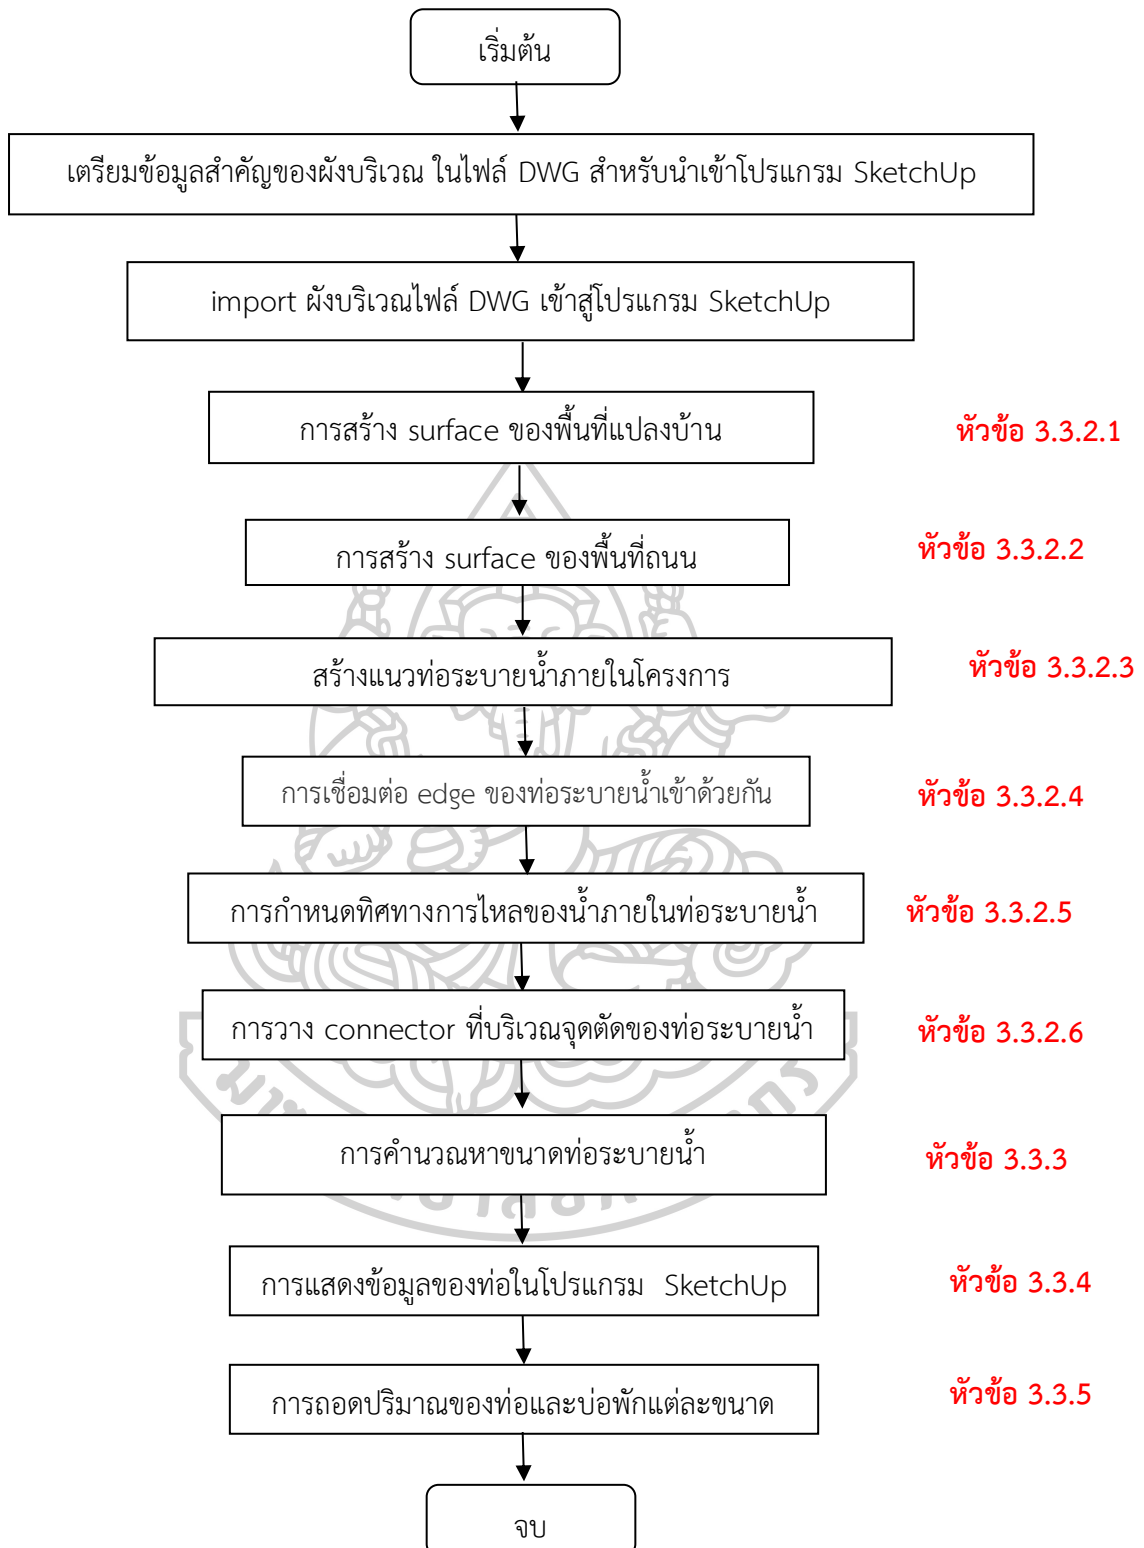 เริ่มต้น
เตรียมข้อมูลสำคัญของผังบริเวณ ในไฟล์ DWG สำหรับนำเข้าโปรแกรม SketchUp
import ผังบริเวณไฟล์ DWG เข้าสู่โปรแกรม SketchUp
การสร้าง surface ของพื้นที่แปลงบ้าน
หัวข้อ 3.3.2.1
การสร้าง surface ของพื้นที่ถนน
หัวข้อ 3.3.2.2
สร้างแนวท่อระบายน้ำภายในโครงการ
หัวข้อ 3.3.2.3
การเชื่อมต่อ edge ของท่อระบายน้ำเข้าด้วยกัน
หัวข้อ 3.3.2.4
การกำหนดทิศทางการไหลของน้ำภายในท่อระบายน้ำ
หัวข้อ 3.3.2.5
การวาง connector ที่บริเวณจุดตัดของท่อระบายน้ำ
หัวข้อ 3.3.2.6
การคำนวณหาขนาดท่อระบายน้ำ
หัวข้อ 3.3.3
การแสดงข้อมูลของท่อในโปรแกรม SketchUp
หัวข้อ 3.3.4
การถอดปริมาณของท่อและบ่อพักแต่ละขนาด
หัวข้อ 3.3.5
จบ